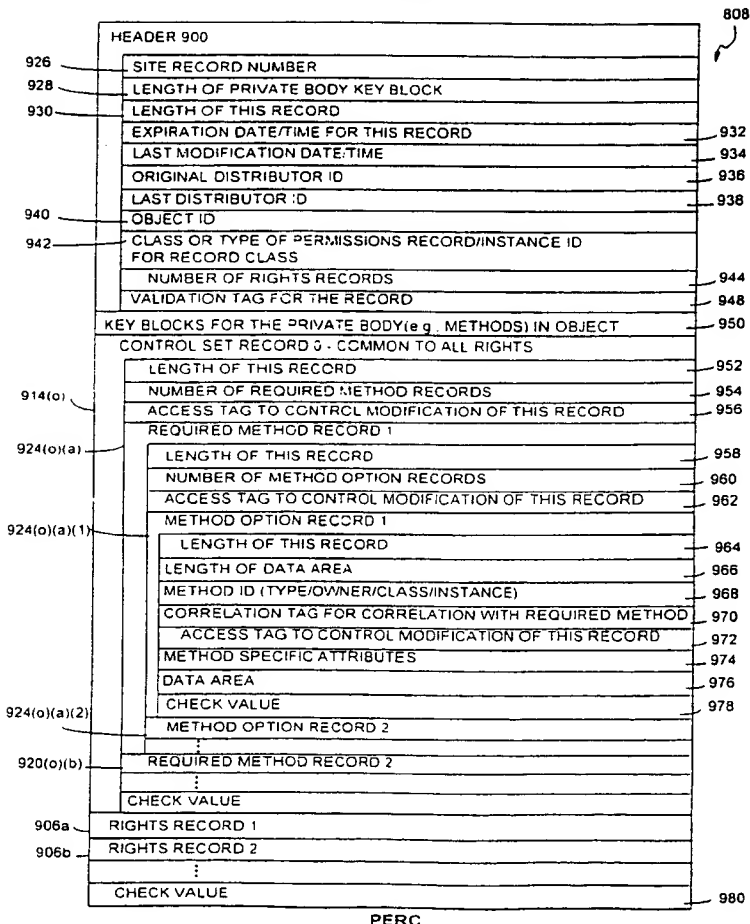 808
HEADER 900
926 SITE RECORD NUMBER
928 LENGTH OF PRIVATE BODY KEY BLOCK
930 LENGTH OF THIS RECORD
EXPIRATION DATE/TIME FOR THIS RECORD 932
LAST MODIFICATION DATE/TIME 934
ORIGINAL DISTRIBUTOR ID 936
LAST DISTRIBUTOR ID 938
940 OBJECT ID
942 CLASS OR TYPE OF PERMISSIONS RECORD/INSTANCE ID
FOR RECORD CLASS
NUMBER OF RIGHTS RECORDS 944
VALIDATION TAG FOR THE RECORD 948
KEY BLOCKS FOR THE PRIVATE BODY(e g , METHODS) IN OBJECT 950
CONTROL SET RECORD 0 - COMMON TO ALL RIGHTS
LENGTH OF THIS RECORD 952
914(o) NUMBER OF REQUIRED METHOD RECORDS 954
ACCESS TAG TO CONTROL MODIFICATION OF THIS RECORD 956
924(o)(a) REQUIRED METHOD RECORD 1
LENGTH OF THIS RECORD 958
NUMBER OF METHOD OPTION RECORDS 960
ACCESS TAG TO CONTROL MODIFICATION OF THIS RECORD 962
924(o)(a)(1) METHOD OPTION RECORD 1
LENGTH OF THIS RECORD 964
LENGTH OF DATA AREA 966
METHOD ID (TYPE/OWNER/CLASS/INSTANCE) 968
CORRELATION TAG FOR CORRELATION WITH REQUIRED METHOD 970
ACCESS TAG TO CONTROL MODIFICATION OF THIS RECORD 972
METHOD SPECIFIC ATTRIBUTES 974
DATA AREA 976
CHECK VALUE 978
924(o)(a)(2) METHOD OPTION RECORD 2
920(o)(b) REQUIRED METHOD RECORD 2
CHECK VALUE
906a RIGHTS RECORD 1
906b RIGHTS RECORD 2
CHECK VALUE 980
PERC